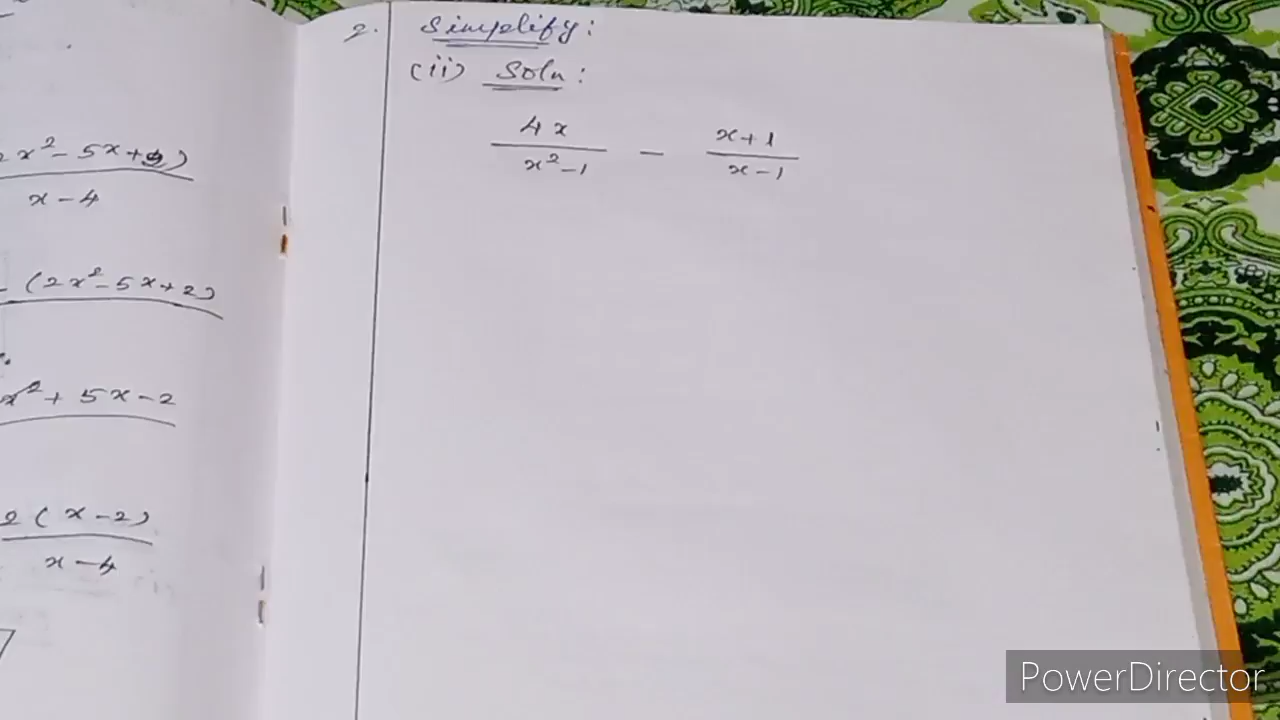 2x² - 5x + 2)
x - 4
- (2x² - 5x + 2)
x² + 5x - 2
2 ( x - 2)
x - 4
2. Simplify:
(ii) Soln:
4x / x² - 1 - x + 1 / x - 1
PowerDirector